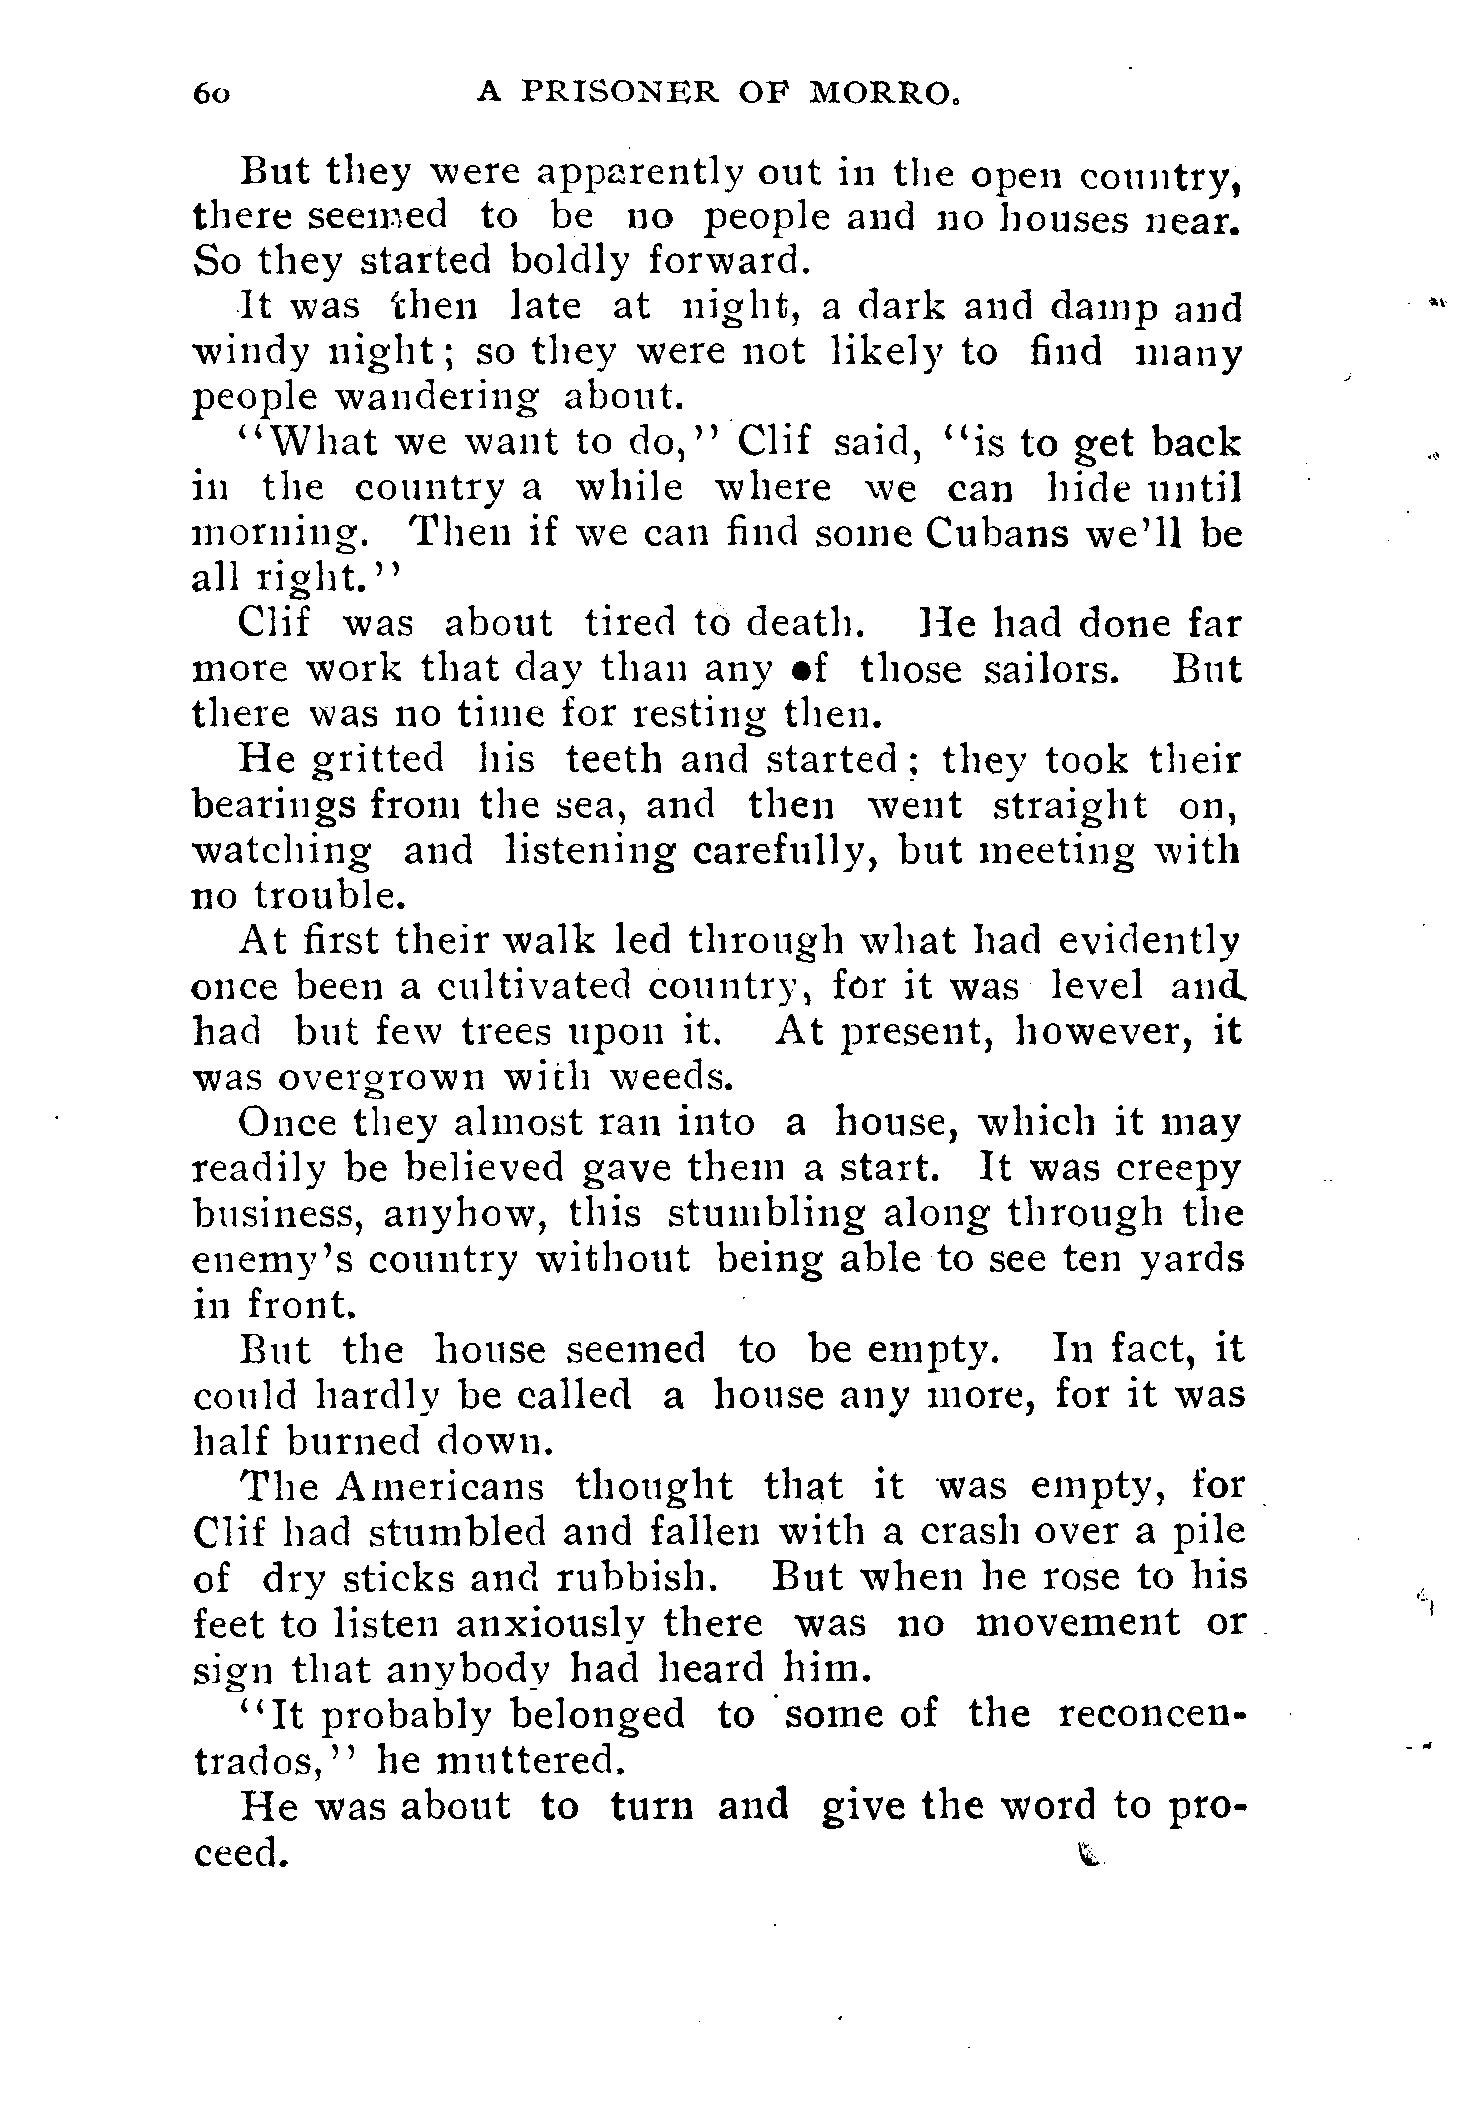 60 A PRISONER OF MORRO.
But they were apparently out in the open country,
there seemed to be no people and no houses near.
So they started boldly forward.
It was then late at night, a dark and damp and
windy night; so they were not likely to find many
people wandering about.
“What we want to do,” Clif said, “is to get back
in the country a while where we can hide until
morning. Then if we can find some Cubans we’ll be
all right.”
Clif was about tired to death. He had done far
more work that day than any of those sailors. But
there was no time for resting then.
He gritted his teeth and started; they took their
bearings from the sea, and then went straight on,
watching and listening carefully, but meeting with
no trouble.
At first their walk led through what had evidently
once been a cultivated country, for it was level and
had but few trees upon it. At present, however, it
was overgrown with weeds.
Once they almost ran into a house, which it may
readily be believed gave them a start. It was creepy
business, anyhow, this stumbling along through the
enemy’s country without being able to see ten yards
in front.
But the house seemed to be empty. In fact, it
could hardly be called a house any more, for it was
half burned down.
The Americans thought that it was empty, for
Clif had stumbled and fallen with a crash over a pile
of dry sticks and rubbish. But when he rose to his
feet to listen anxiously there was no movement or
sign that anybody had heard him.
“It probably belonged to some of the reconcen-
trados,” he muttered.
He was about to turn and give the word to pro-
ceed.